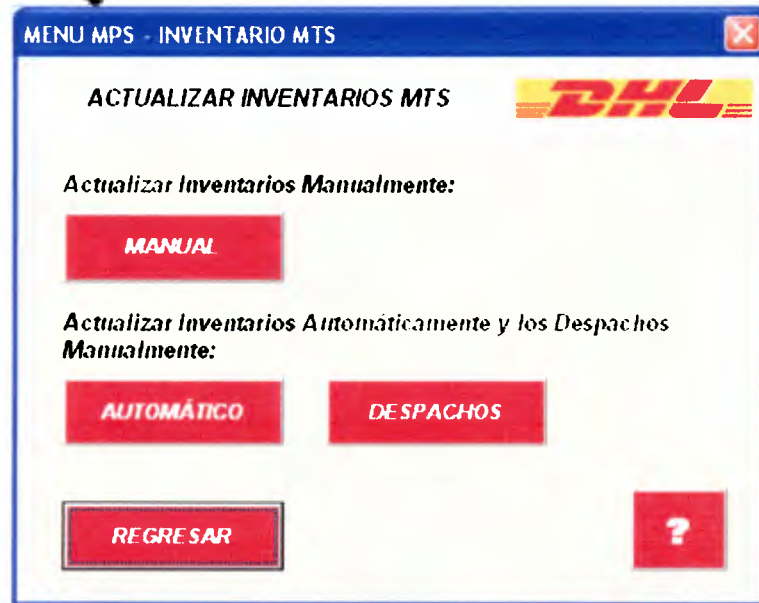 MENU MPS - INVENTARIO MTS
ACTUALIZAR INVENTARIOS MTS
DHL
Actualizar Inventarios Manualmente:
MANUAL
Actualizar Inventarios Automáticamente y los Despachos
Manualmente:
AUTOMÁTICO DESPACHOS
REGRESAR ?